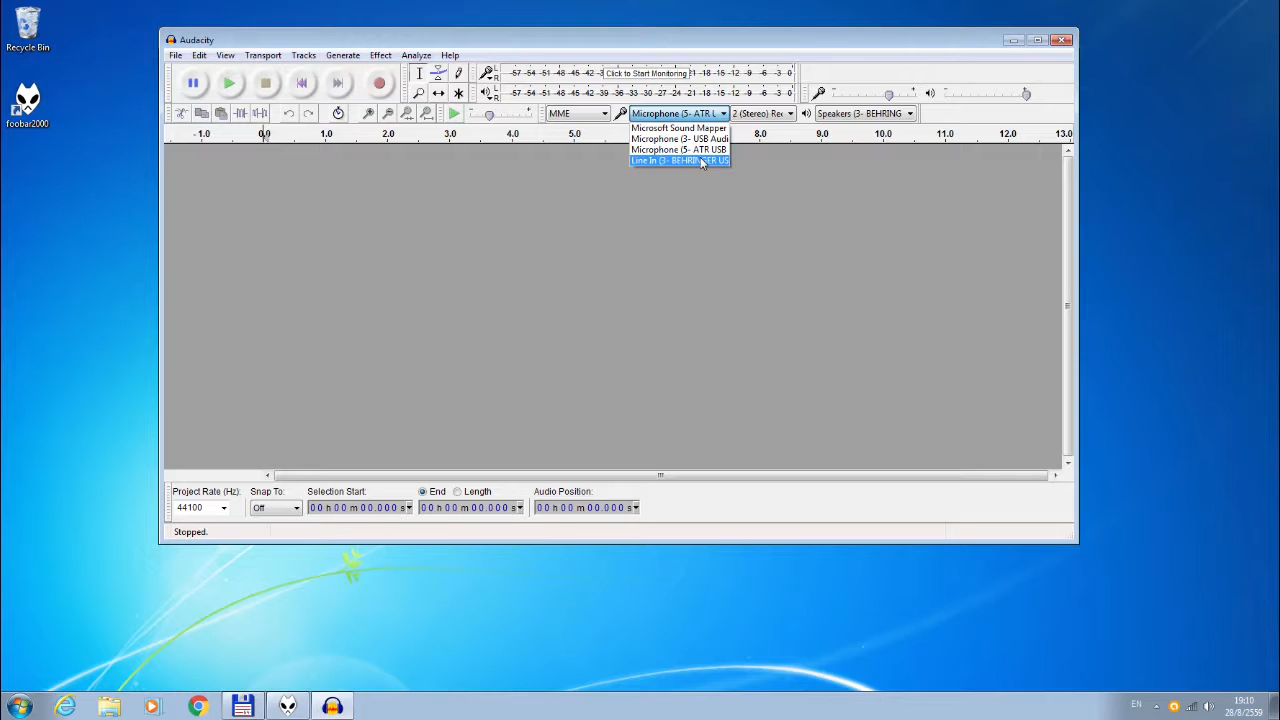 Recycle Bin
foobar2000
Audacity
File Edit View Transport Tracks Generate Effect Analyze Help
L R -57 -54 -51 -48 -45 -42 -3 Click to Start Monitoring -21 -18 -15 -12 -9 -6 -3 0
L R -57 -54 -51 -48 -45 -42 -39 -36 -33 -30 -27 -24 -21 -18 -15 -12 -9 -6 -3 0
MME Microphone (5- ATR L 2 (Stereo) Rec Speakers (3- BEHRING
- 1.0 0.0 1.0 2.0 3.0 4.0 5.0 8.0 9.0 10.0 11.0 12.0 13.0
Microsoft Sound Mapper
Microphone (3- USB Audi
Microphone (5- ATR USB
Line In (3- BEHRINGER US
Project Rate (Hz): Snap To: Selection Start: End Length Audio Position:
44100 Off 00 h 00 m 00.000 s 00 h 00 m 00.000 s 00 h 00 m 00.000 s
Stopped.
EN
19:10
28/8/2559